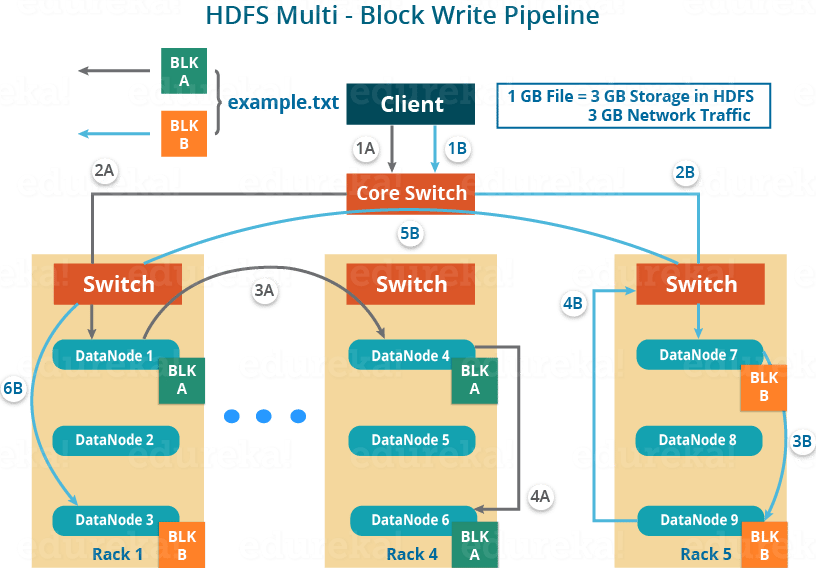 HDFS Multi - Block Write Pipeline
BLK
A
BLK
B
example.txt
Client
1 GB File = 3 GB Storage in HDFS
3 GB Network Traffic
1A
1B
2A
Core Switch
2B
5B
Switch
Switch
Switch
3A
4B
DataNode 1
DataNode 4
DataNode 7
BLK
A
BLK
A
BLK
B
6B
DataNode 2
DataNode 5
DataNode 8
3B
4A
DataNode 3
DataNode 6
DataNode 9
BLK
B
BLK
A
BLK
B
Rack 1
Rack 4
Rack 5
edureka!